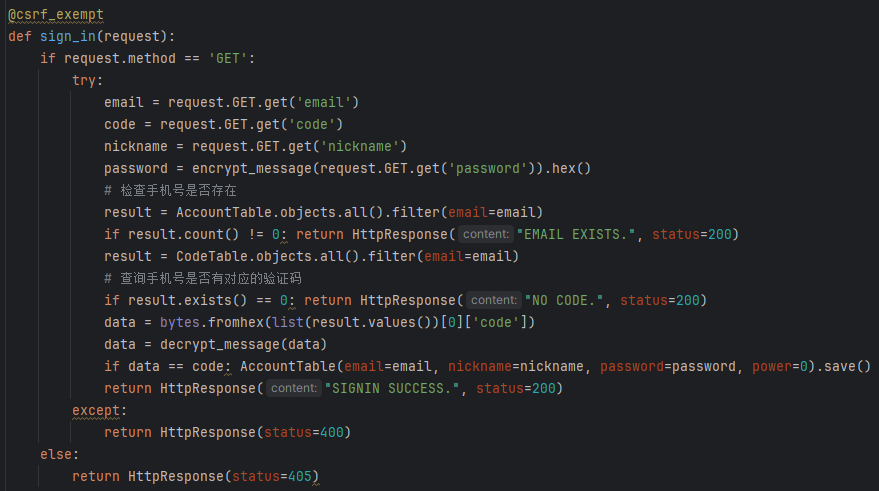 @csrf_exempt
def sign_in(request):
    if request.method == 'GET':
        try:
            email = request.GET.get('email')
            code = request.GET.get('code')
            nickname = request.GET.get('nickname')
            password = encrypt_message(request.GET.get('password')).hex()
            # 检查手机号是否存在
            result = AccountTable.objects.all().filter(email=email)
            if result.count() != 0: return HttpResponse( content: "EMAIL EXISTS.", status=200)
            result = CodeTable.objects.all().filter(email=email)
            # 查询手机号是否有对应的验证码
            if result.exists() == 0: return HttpResponse( content: "NO CODE.", status=200)
            data = bytes.fromhex(list(result.values())[0]['code'])
            data = decrypt_message(data)
            if data == code: AccountTable(email=email, nickname=nickname, password=password, power=0).save()
            return HttpResponse( content: "SIGNIN SUCCESS.", status=200)
        except:
            return HttpResponse(status=400)
    else:
        return HttpResponse(status=405)